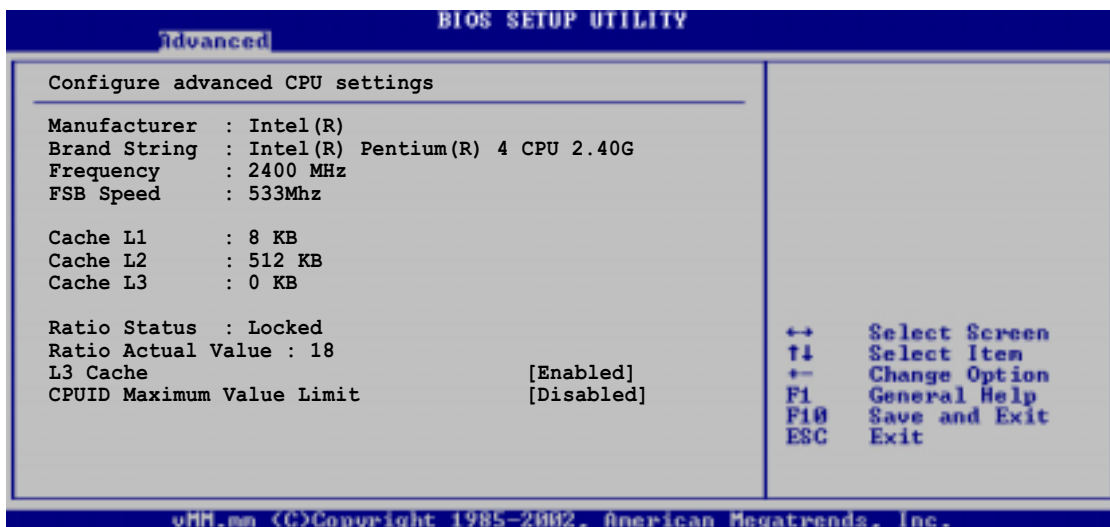 BIOS SETUP UTILITY
Advanced
Configure advanced CPU settings
Manufacturer : Intel(R)
Brand String : Intel(R) Pentium(R) 4 CPU 2.40G
Frequency : 2400 MHz
FSB Speed : 533Mhz
Cache L1 : 8 KB
Cache L2 : 512 KB
Cache L3 : 0 KB
Ratio Status : Locked
Ratio Actual Value : 18
L3 Cache [Enabled]
CPUID Maximum Value Limit [Disabled]
↔ Select Screen
↑↓ Select Item
+- Change Option
F1 General Help
F10 Save and Exit
ESC Exit
vMM.mm (C)Copyright 1985-2002, American Megatrends, Inc.